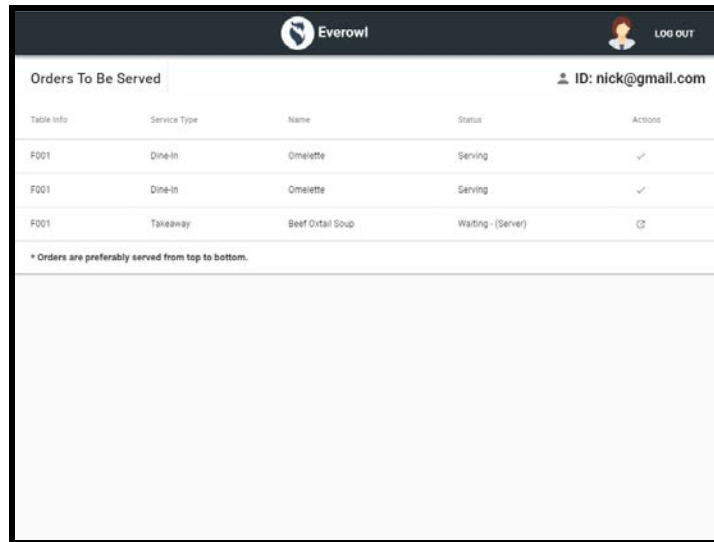 Everowl
LOG OUT
Orders To Be Served
ID: nick@gmail.com
Table Info Service Type Name Status Actions
F001 Dine-In Omelette Serving
F001 Dine-In Omelette Serving
F001 Takeaway Beef Oxtail Soup Waiting - (Server)
* Orders are preferably served from top to bottom.